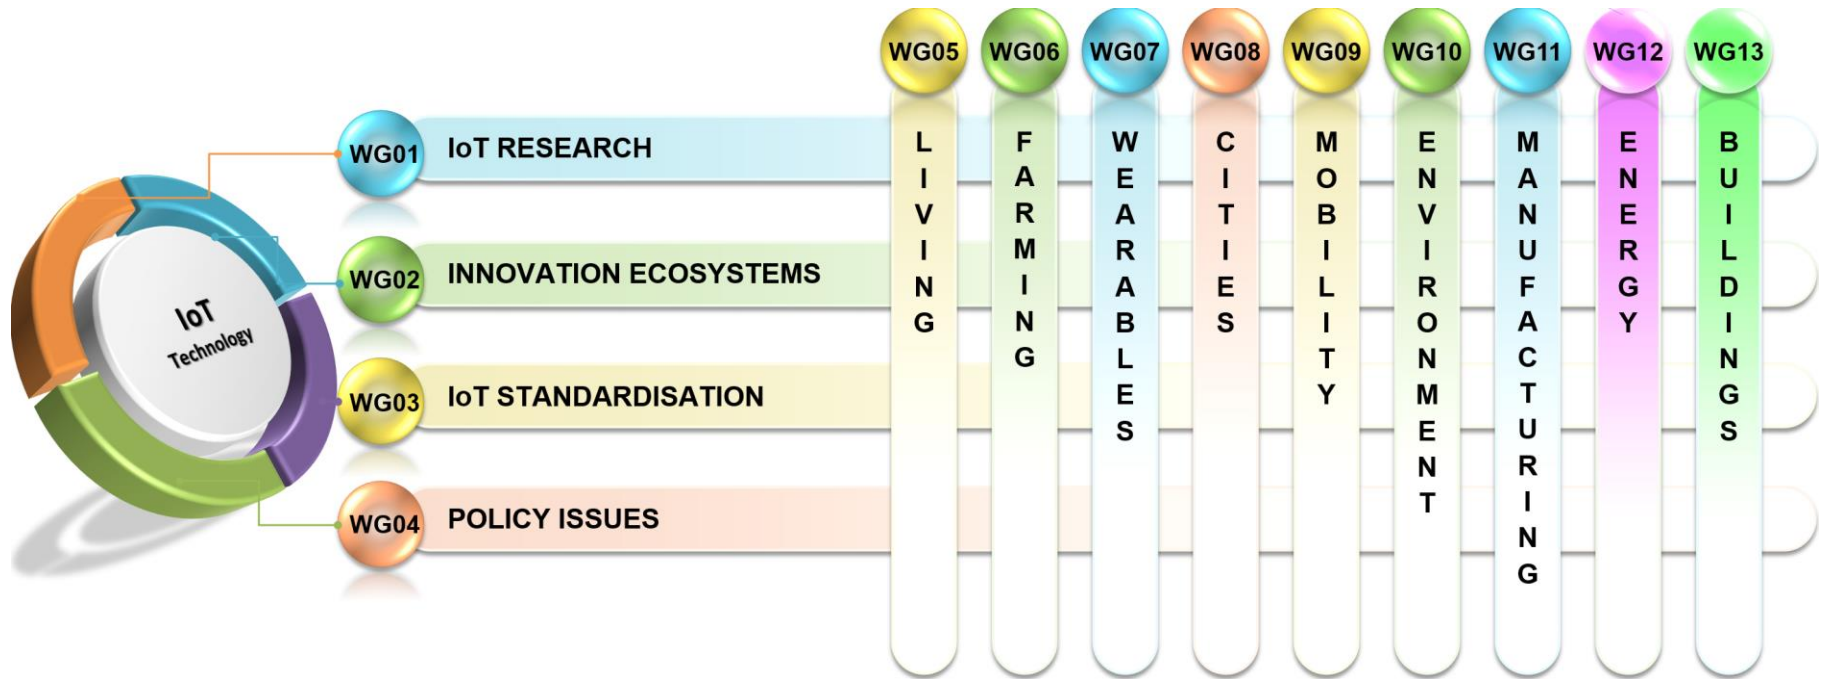 WG05 WG06 WG07 WG08 WG09 WG10 WG11 WG12 WG13
LIVING
FARMING
WEARABLES
CITIES
MOBILITY
ENVIRONMENT
MANUFACTURING
ENERGY
BUILDINGS
WG01 IoT RESEARCH
WG02 INNOVATION ECOSYSTEMS
WG03 IoT STANDARDISATION
WG04 POLICY ISSUES
IoT
Technology